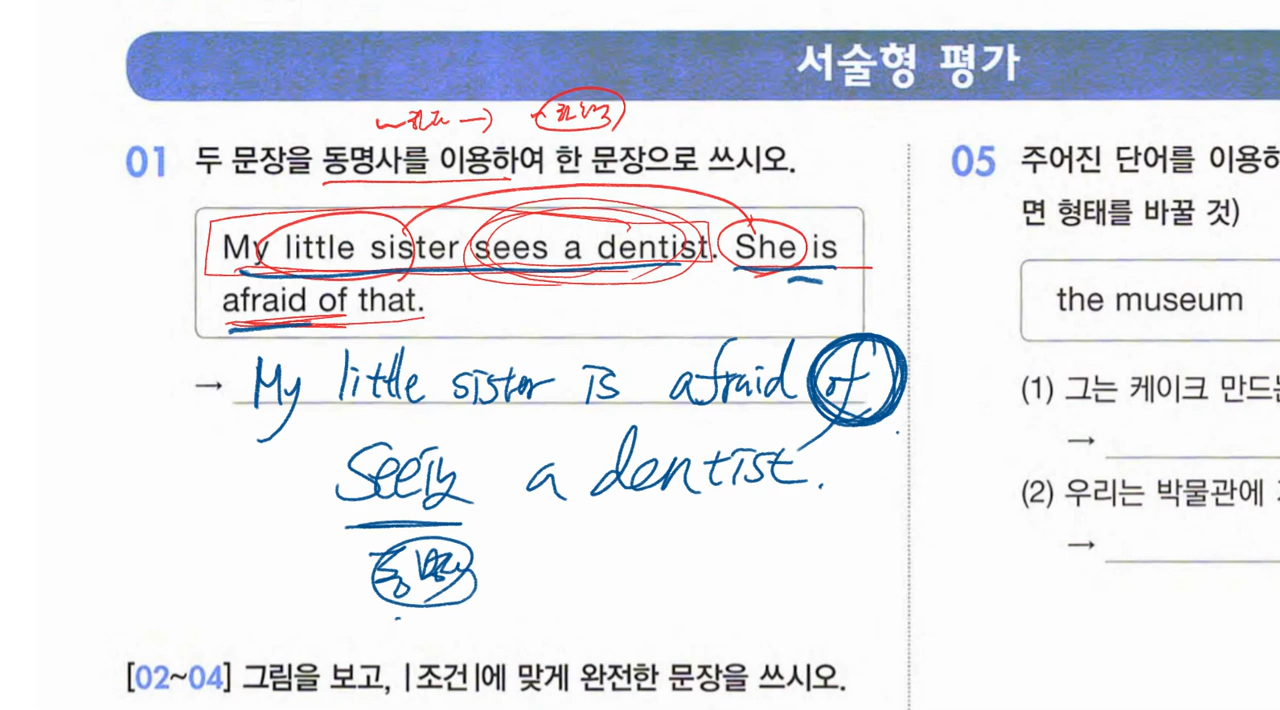 서술형 평가
01 두 문장을 동명사를 이용하여 한 문장으로 쓰시오.
My little sister sees a dentist. She is
afraid of that.
→ My little sister is afraid of
seeing a dentist.
[02~04] 그림을 보고, |조건|에 맞게 완전한 문장을 쓰시오.
05 주어진 단어를 이용하
면 형태를 바꿀 것)
the museum
(1) 그는 케이크 만드는
→
(2) 우리는 박물관에
→